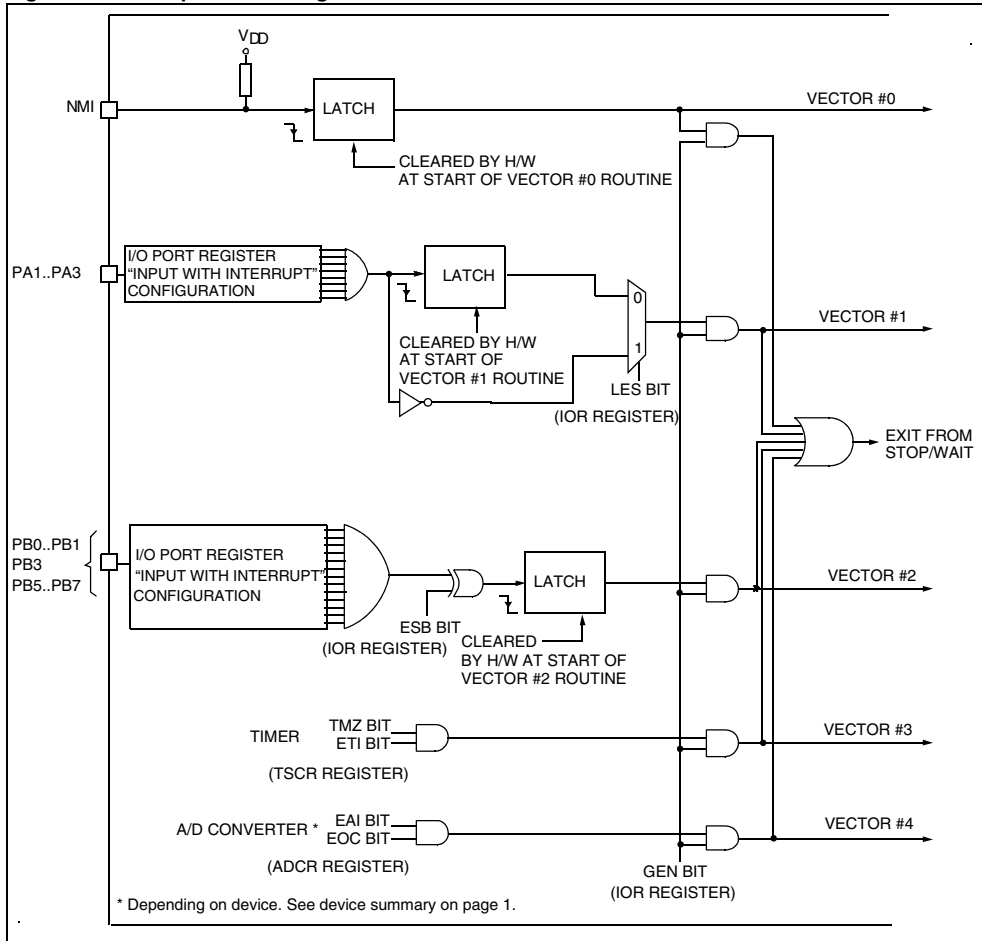 VDD
NMI
LATCH
VECTOR #0
CLEARED BY H/W
AT START OF VECTOR #0 ROUTINE
PA1..PA3
I/O PORT REGISTER
“INPUT WITH INTERRUPT”
CONFIGURATION
LATCH
0
1
VECTOR #1
CLEARED BY H/W
AT START OF
VECTOR #1 ROUTINE
LES BIT
(IOR REGISTER)
EXIT FROM
STOP/WAIT
PB0..PB1
PB3
PB5..PB7
I/O PORT REGISTER
“INPUT WITH INTERRUPT”
CONFIGURATION
LATCH
VECTOR #2
ESB BIT
(IOR REGISTER)
CLEARED
BY H/W AT START OF
VECTOR #2 ROUTINE
TIMER
TMZ BIT
ETI BIT
(TSCR REGISTER)
VECTOR #3
A/D CONVERTER *
EAI BIT
EOC BIT
(ADCR REGISTER)
VECTOR #4
GEN BIT
(IOR REGISTER)
* Depending on device. See device summary on page 1.